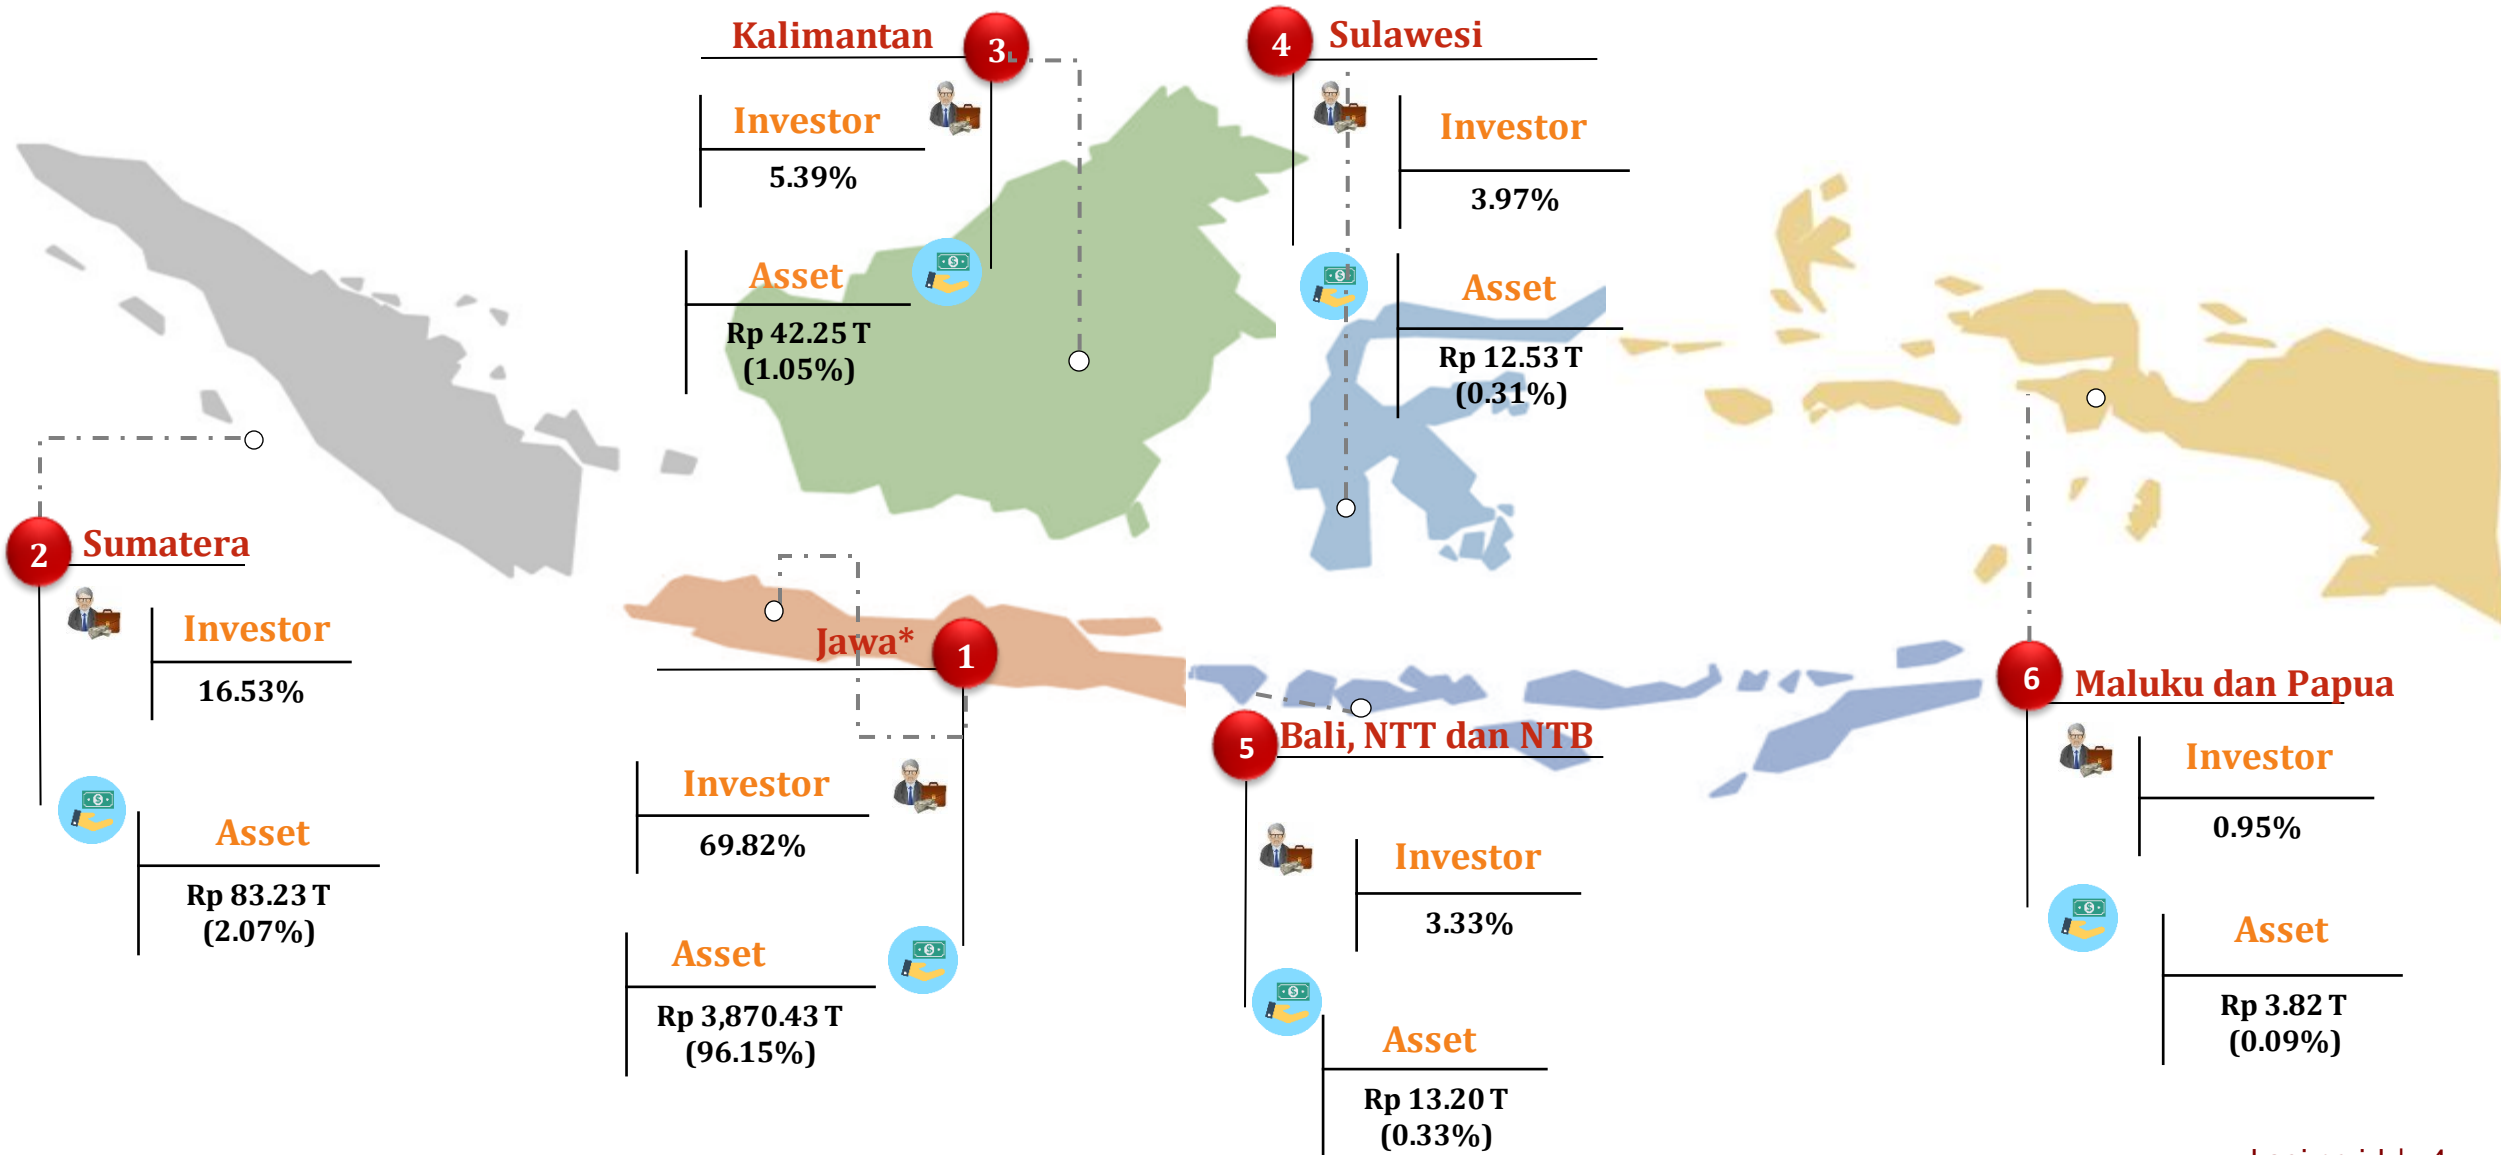 Kalimantan
3
Investor
5.39%
Asset
Rp 42.25 T
(1.05%)
4
Sulawesi
Investor
3.97%
Asset
Rp 12.53 T
(0.31%)
2
Sumatera
Investor
16.53%
Asset
Rp 83.23 T
(2.07%)
Jawa*
1
Investor
69.82%
Asset
Rp 3,870.43 T
(96.15%)
5
Bali, NTT dan NTB
Investor
3.33%
Asset
Rp 13.20 T
(0.33%)
6
Maluku dan Papua
Investor
0.95%
Asset
Rp 3.82 T
(0.09%)